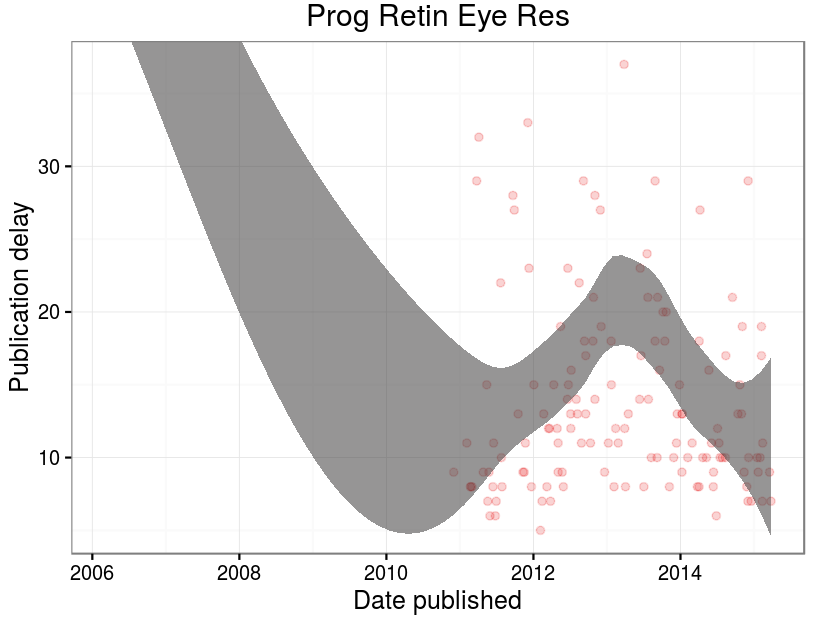 Prog Retin Eye Res
Publication delay
30
20
10
2006 2008 2010 2012 2014
Date published